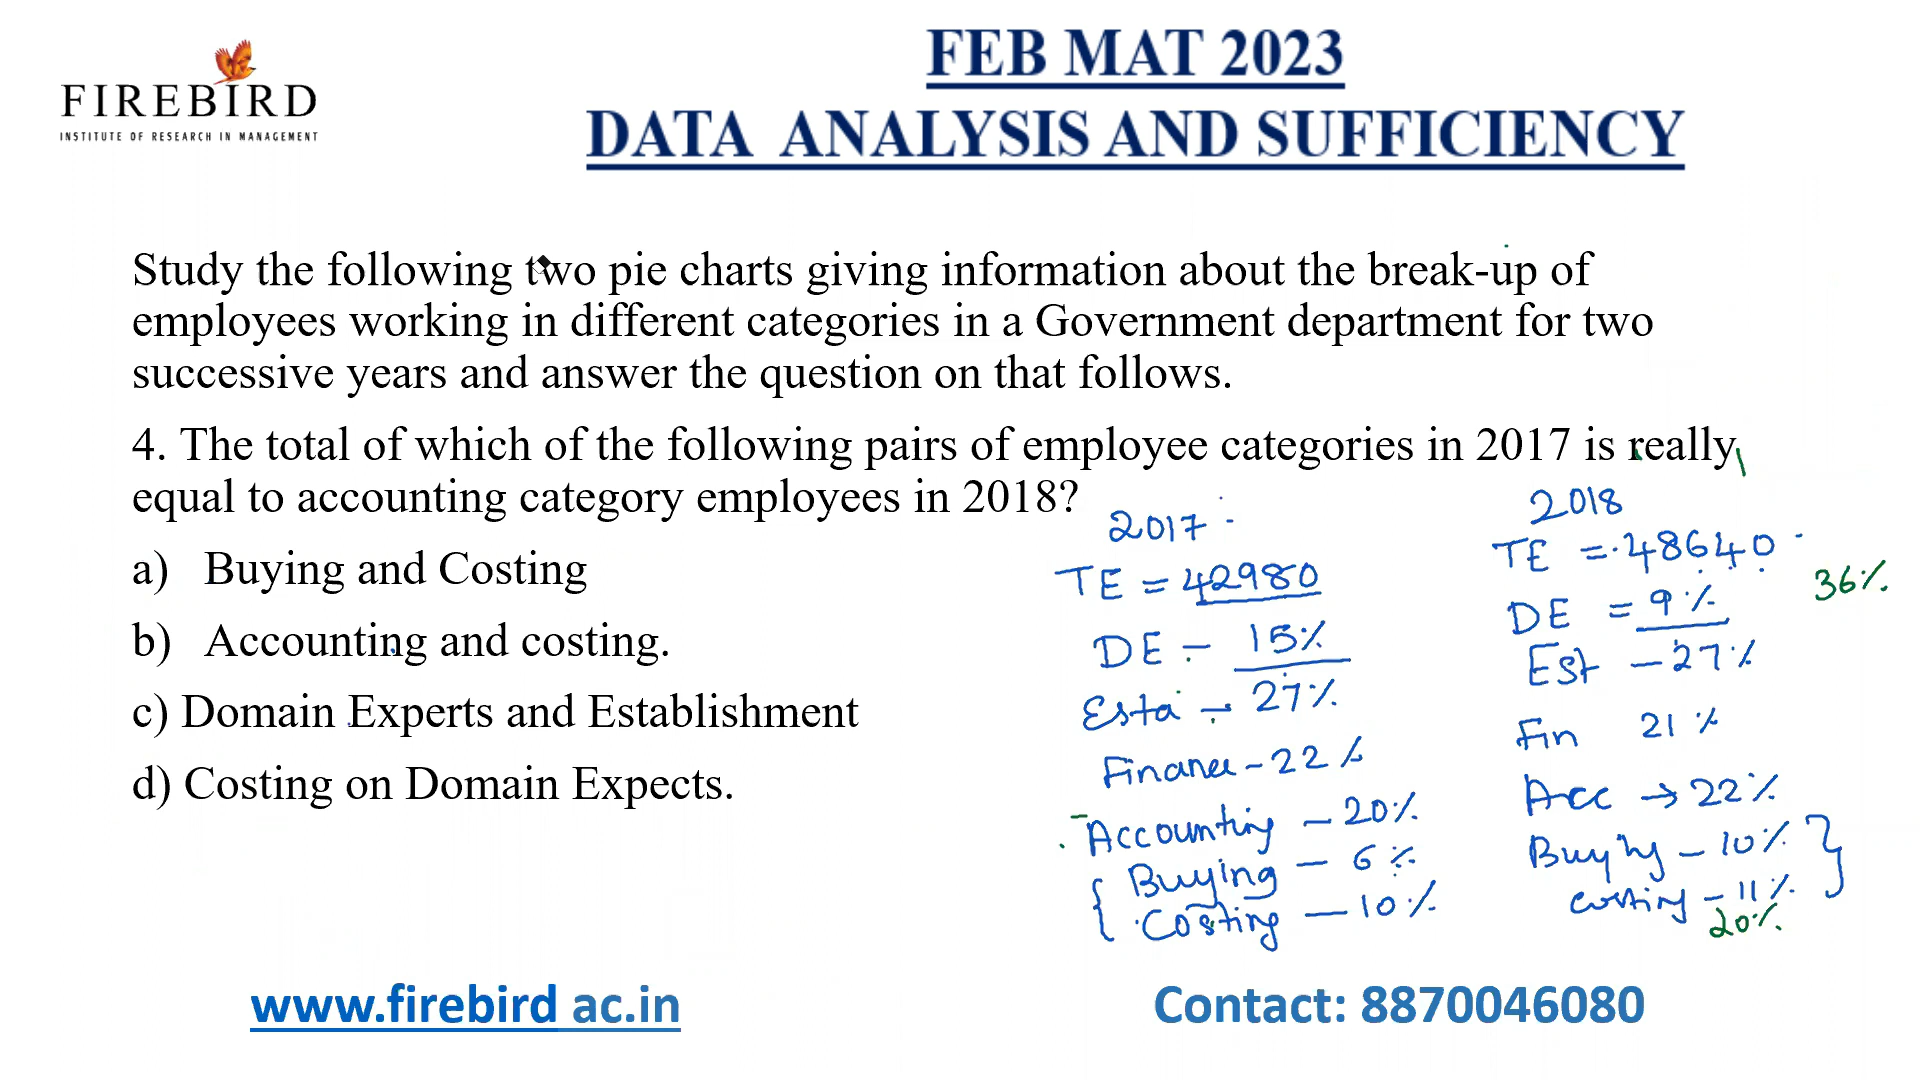 FIREBIRD
INSTITUTE OF RESEARCH IN MANAGEMENT
FEB MAT 2023
DATA ANALYSIS AND SUFFICIENCY
Study the following two pie charts giving information about the break-up of
employees working in different categories in a Government department for two
successive years and answer the question on that follows.
4. The total of which of the following pairs of employee categories in 2017 is really
equal to accounting category employees in 2018?
a) Buying and Costing
b) Accounting and costing.
c) Domain Experts and Establishment
d) Costing on Domain Expects.
2017
TE = 42980
DE - 15%
Esta - 27%
Finance - 22%
Accounting - 20%
Buying - 6%
Costing - 10%
2018
TE = 48640
36%
DE = 9%
Est - 27%
Fin 21%
Acc → 22%
Buying - 10%
costing - 11%
20%
www.firebird ac.in
Contact: 8870046080